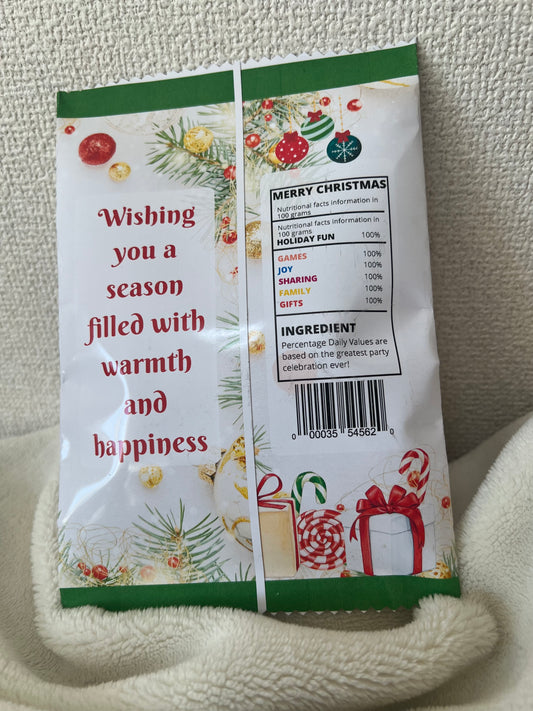 Wishing
you a
season
filled with
warmth
and
happiness
MERRY CHRISTMAS
Nutritional facts information in
100 grams
Nutritional facts information in
100 grams
HOLIDAY FUN 100%
GAMES 100%
JOY 100%
SHARING 100%
FAMILY 100%
GIFTS 100%
INGREDIENT
Percentage Daily Values are
based on the greatest party
celebration ever!
0 00035 54562 0